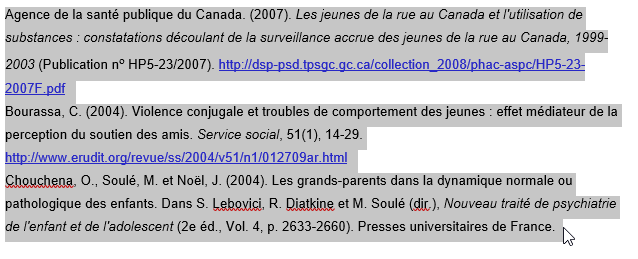 Agence de la santé publique du Canada. (2007). Les jeunes de la rue au Canada et l'utilisation de
substances : constatations découlant de la surveillance accrue des jeunes de la rue au Canada, 1999-
2003 (Publication nº HP5-23/2007). http://dsp-psd.tpsgc.gc.ca/collection_2008/phac-aspc/HP5-23-
2007F.pdf
Bourassa, C. (2004). Violence conjugale et troubles de comportement des jeunes : effet médiateur de la
perception du soutien des amis. Service social, 51(1), 14-29.
http://www.erudit.org/revue/ss/2004/v51/n1/012709ar.html
Chouchena, O., Soulé, M. et Noël, J. (2004). Les grands-parents dans la dynamique normale ou
pathologique des enfants. Dans S. Lebovici, R. Diatkine et M. Soulé (dir.), Nouveau traité de psychiatrie
de l'enfant et de l'adolescent (2e éd., Vol. 4, p. 2633-2660). Presses universitaires de France.